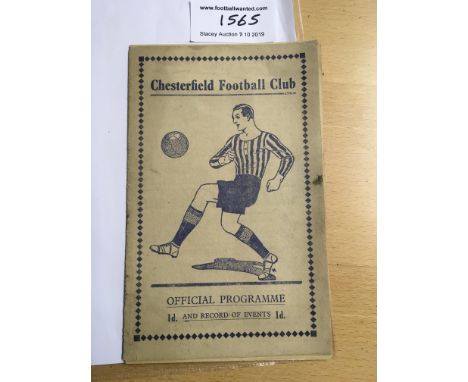 www.footballwanted.com
1565
Stacey Auction 9 10 2019
Chesterfield Football Club
OFFICIAL PROGRAMME
1d. AND RECORD OF EVENTS 1d.